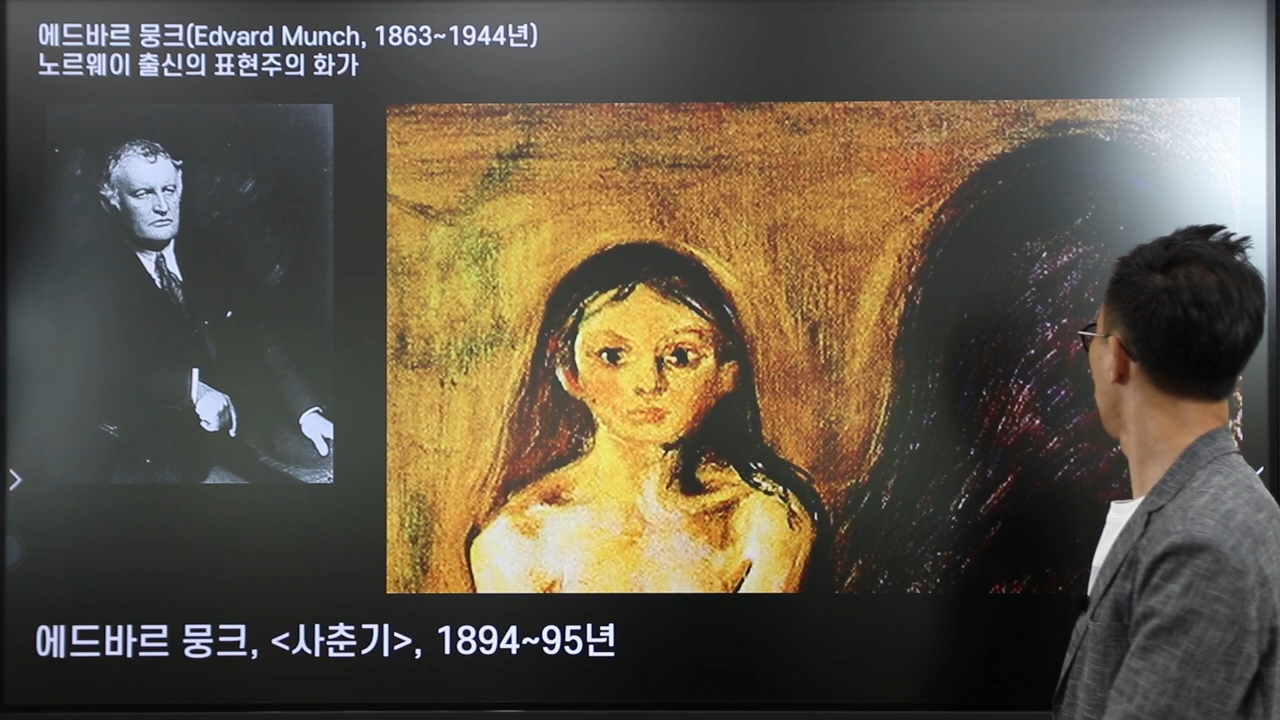 에드바르 뭉크(Edvard Munch, 1863~1944년)
노르웨이 출신의 표현주의 화가
에드바르 뭉크, <사춘기>, 1894~95년